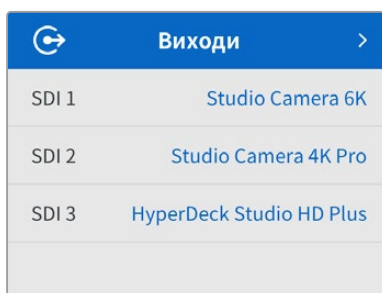 Виходи
SDI 1 Studio Camera 6K
SDI 2 Studio Camera 4K Pro
SDI 3 HyperDeck Studio HD Plus